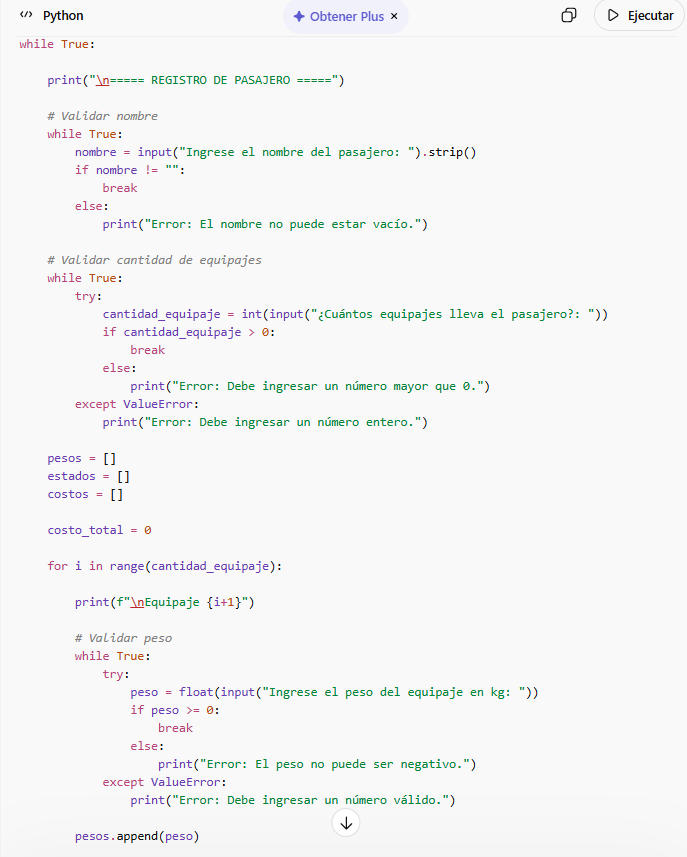 Python
Obtener Plus ×
Ejecutar
while True:
    print("\n===== REGISTRO DE PASAJERO =====")
    # Validar nombre
    while True:
        nombre = input("Ingrese el nombre del pasajero: ").strip()
        if nombre != "":
            break
        else:
            print("Error: El nombre no puede estar vacío.")
    # Validar cantidad de equipajes
    while True:
        try:
            cantidad_equipaje = int(input("¿Cuántos equipajes lleva el pasajero?: "))
            if cantidad_equipaje > 0:
                break
            else:
                print("Error: Debe ingresar un número mayor que 0.")
        except ValueError:
            print("Error: Debe ingresar un número entero.")
    pesos = []
    estados = []
    costos = []
    costo_total = 0
    for i in range(cantidad_equipaje):
        print(f"\nEquipaje {i+1}")
        # Validar peso
        while True:
            try:
                peso = float(input("Ingrese el peso del equipaje en kg: "))
                if peso >= 0:
                    break
                else:
                    print("Error: El peso no puede ser negativo.")
            except ValueError:
                print("Error: Debe ingresar un número válido.")
        pesos.append(peso)